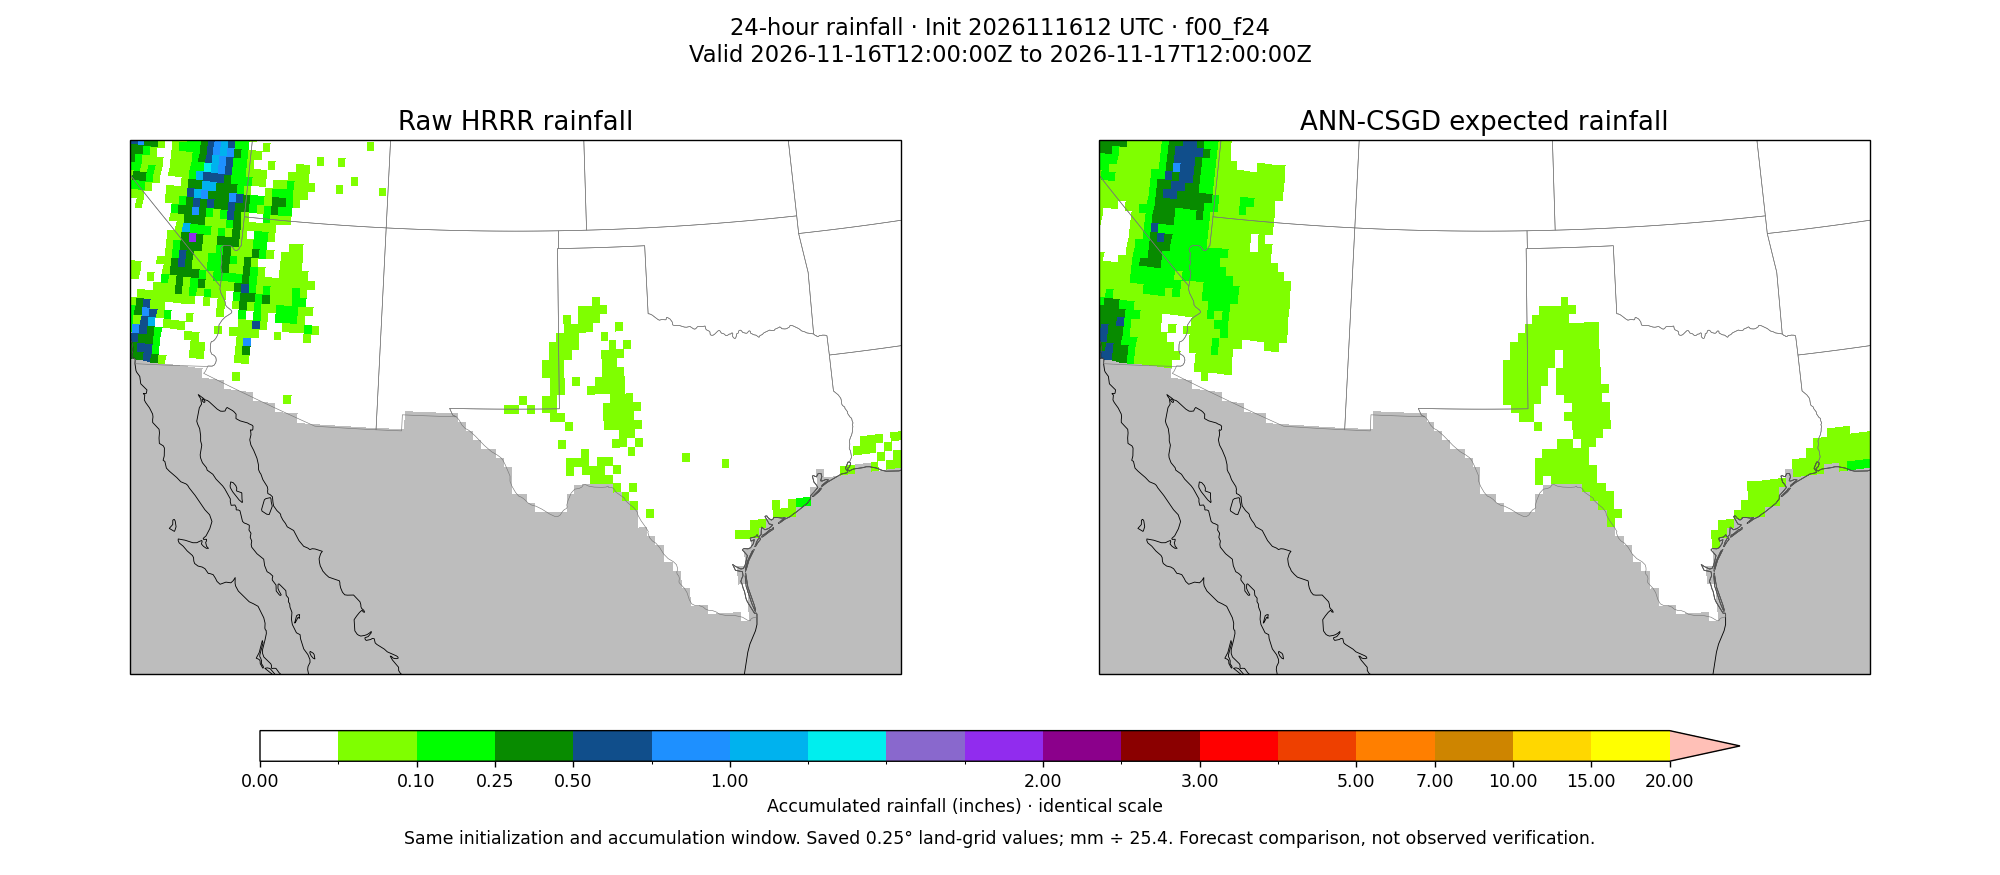 24-hour rainfall · Init 2026111612 UTC · f00_f24
Valid 2026-11-16T12:00:00Z to 2026-11-17T12:00:00Z
Raw HRRR rainfall
ANN-CSGD expected rainfall
0.00 0.10 0.25 0.50 1.00 2.00 3.00 5.00 7.00 10.00 15.00 20.00
Accumulated rainfall (inches) · identical scale
Same initialization and accumulation window. Saved 0.25° land-grid values; mm ÷ 25.4. Forecast comparison, not observed verification.